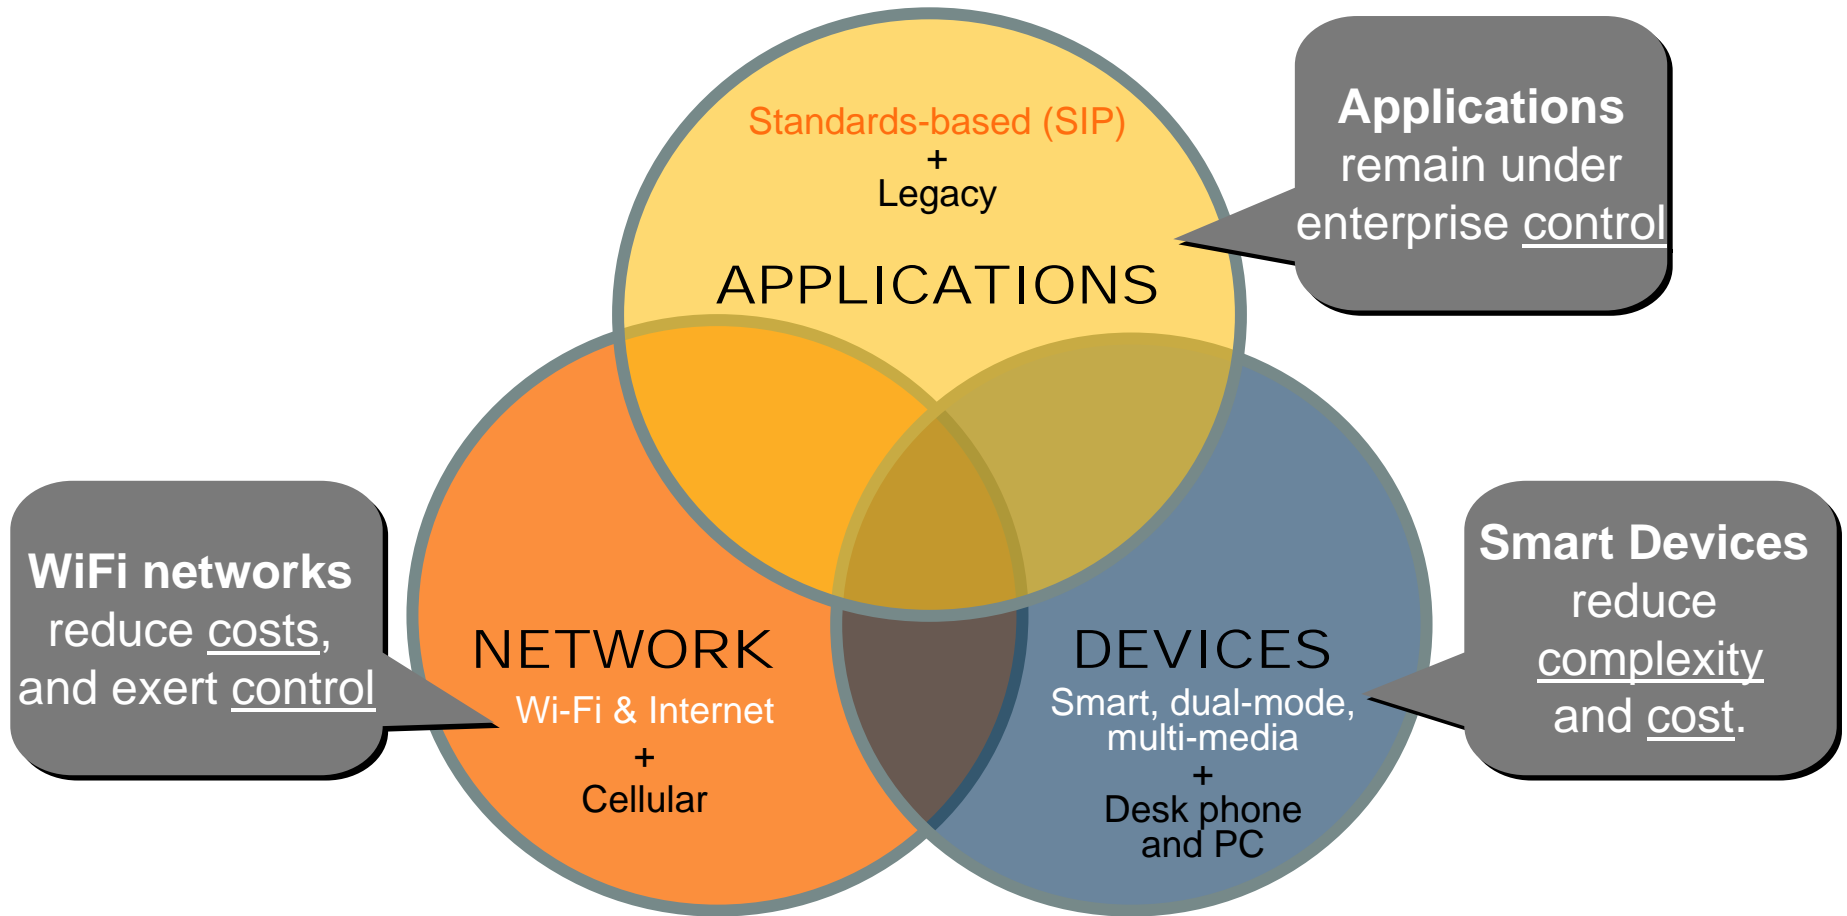 Standards-based (SIP)
+
Legacy
APPLICATIONS
Applications
remain under
enterprise control
WiFi networks
reduce costs,
and exert control
NETWORK
Wi-Fi & Internet
+
Cellular
DEVICES
Smart, dual-mode,
multi-media
+
Desk phone
and PC
Smart Devices
reduce
complexity
and cost.